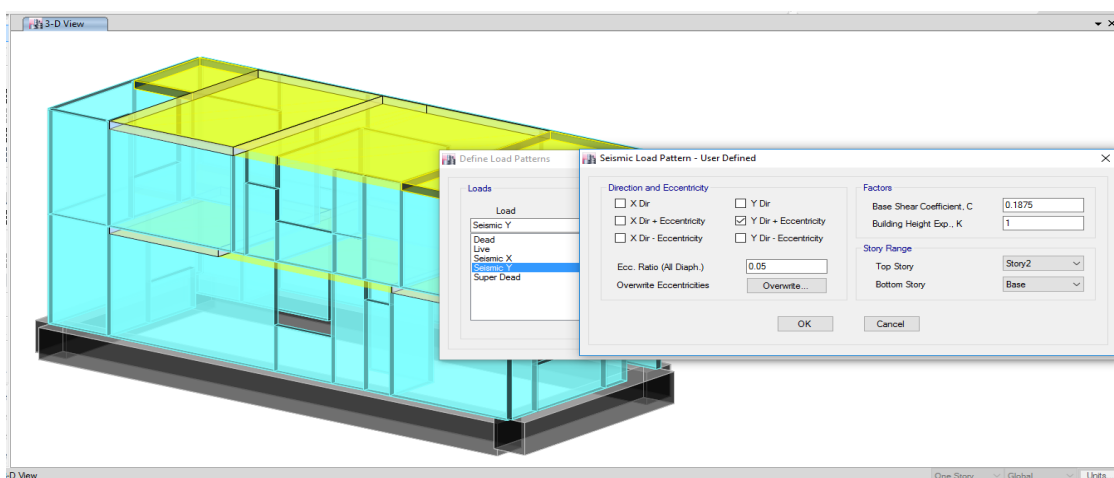 3-D View
Define Load Patterns
Loads
Load
Seismic Y
Dead
Live
Seismic X
Seismic Y
Super Dead
Seismic Load Pattern - User Defined
Direction and Eccentricity
X Dir
Y Dir
X Dir + Eccentricity
Y Dir + Eccentricity
X Dir - Eccentricity
Y Dir - Eccentricity
Ecc. Ratio (All Diaph.)
0.05
Overwrite Eccentricities
Overwrite...
Factors
Base Shear Coefficient, C
0.1875
Building Height Exp., K
1
Story Range
Top Story
Story2
Bottom Story
Base
OK
Cancel
-D View
One Story
Global
Units